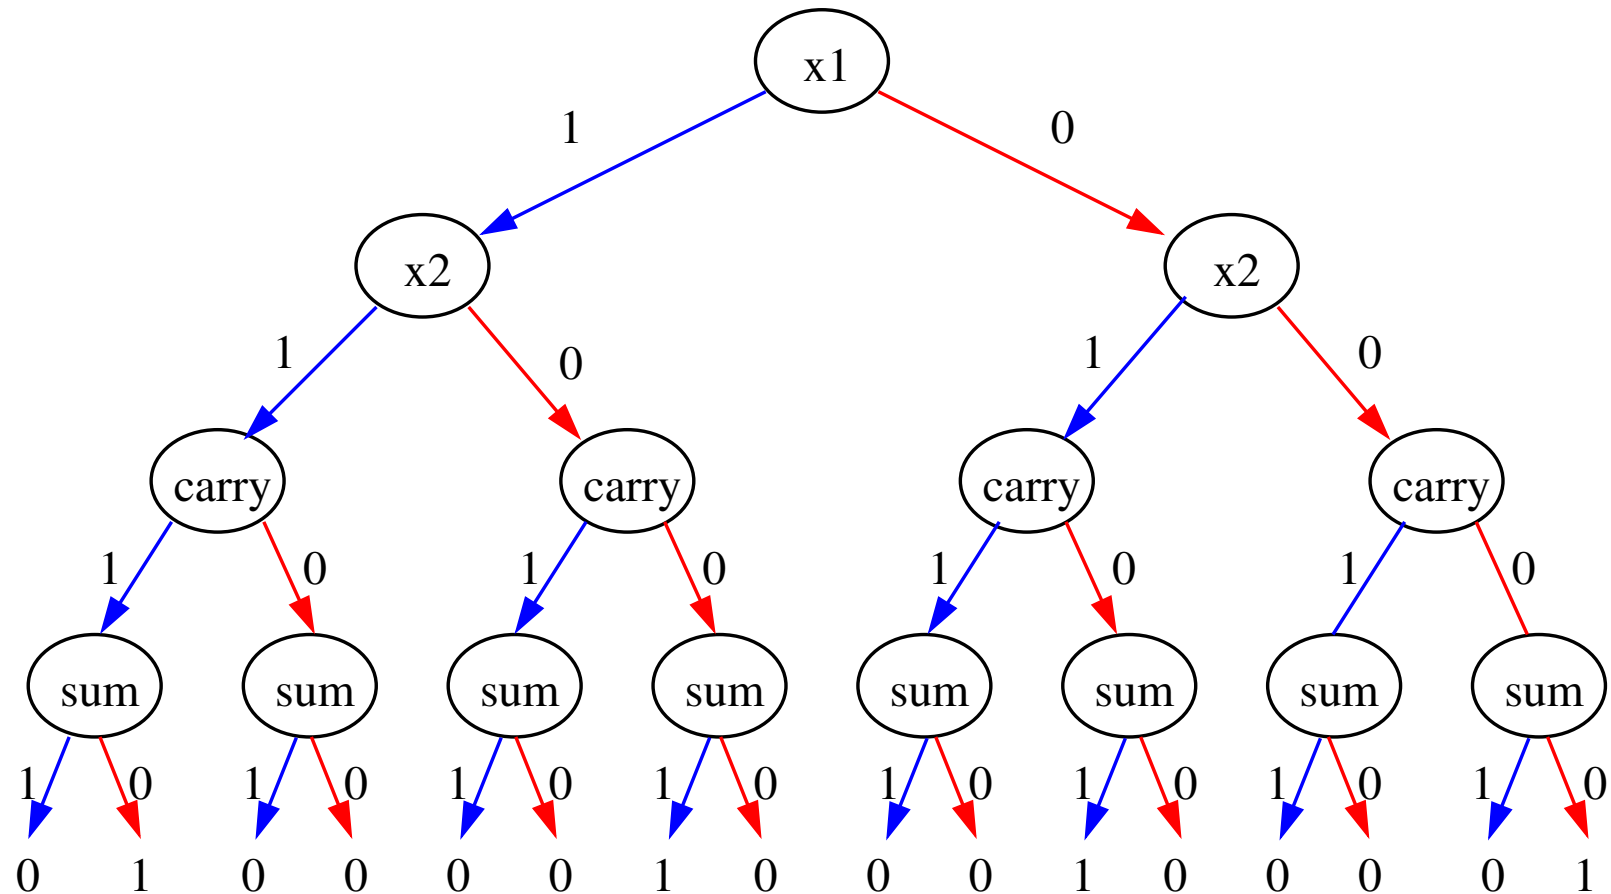 x1
1 0
x2 x2
1 0 1 0
carry carry carry carry
1 0 1 0 1 0 1 0
sum sum sum sum sum sum sum sum
1 0 1 0 1 0 1 0 1 0 1 0 1 0 1 0
0 1 0 0 0 0 1 0 0 0 1 0 0 0 0 1